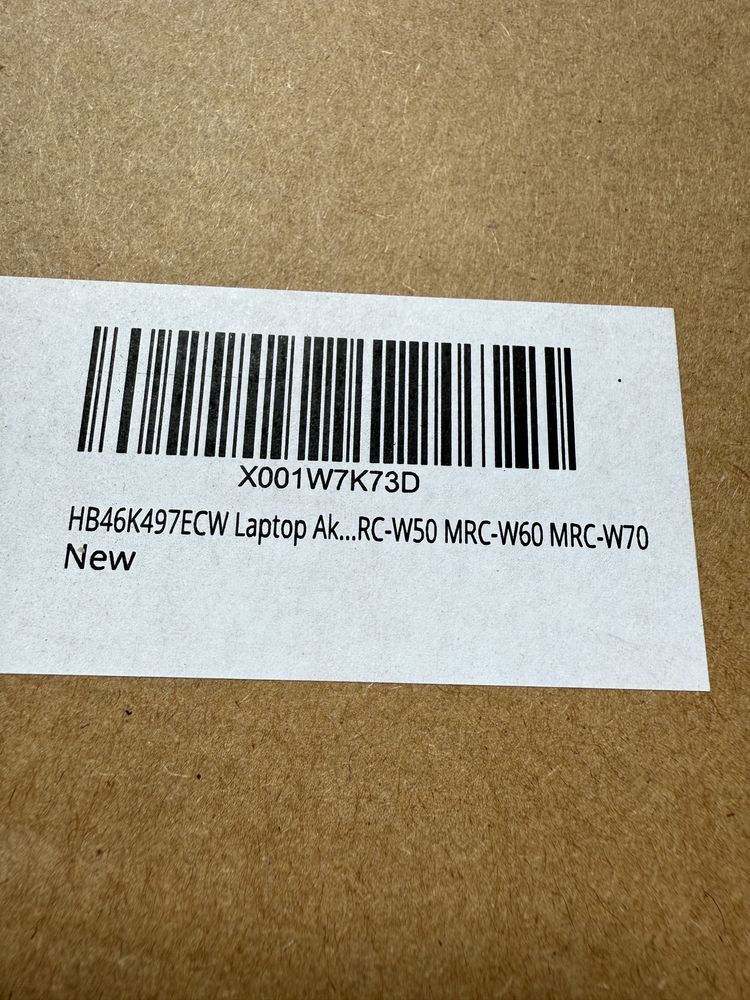 X001W7K73D
HB46K497ECW Laptop Ak...RC-W50 MRC-W60 MRC-W70
New